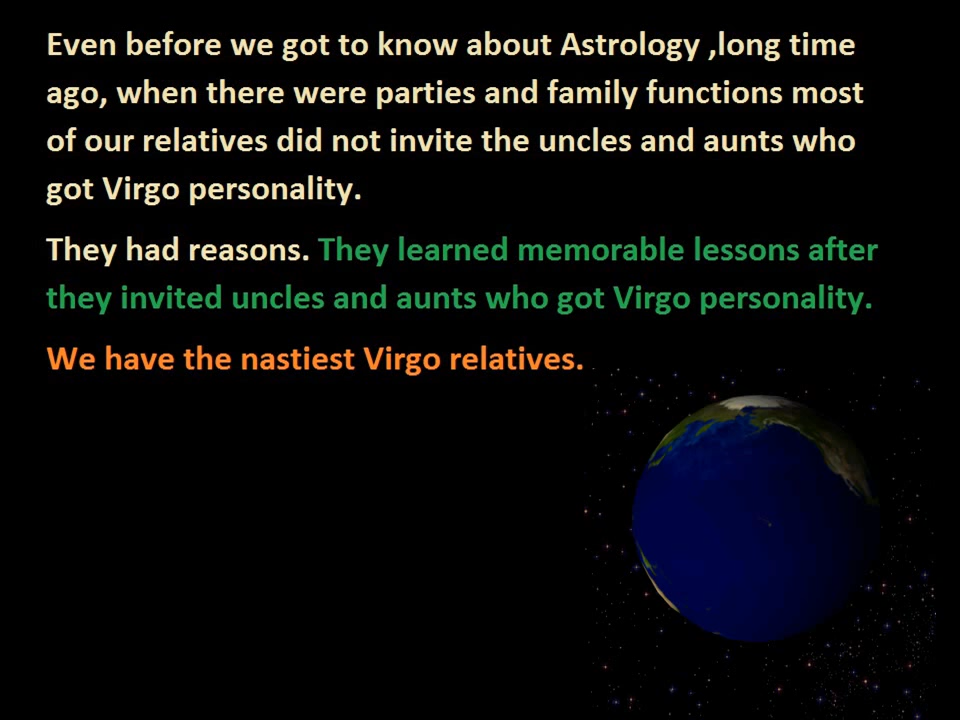 Even before we got to know about Astrology ,long time
ago, when there were parties and family functions most
of our relatives did not invite the uncles and aunts who
got Virgo personality.
They had reasons. They learned memorable lessons after
they invited uncles and aunts who got Virgo personality.
We have the nastiest Virgo relatives.